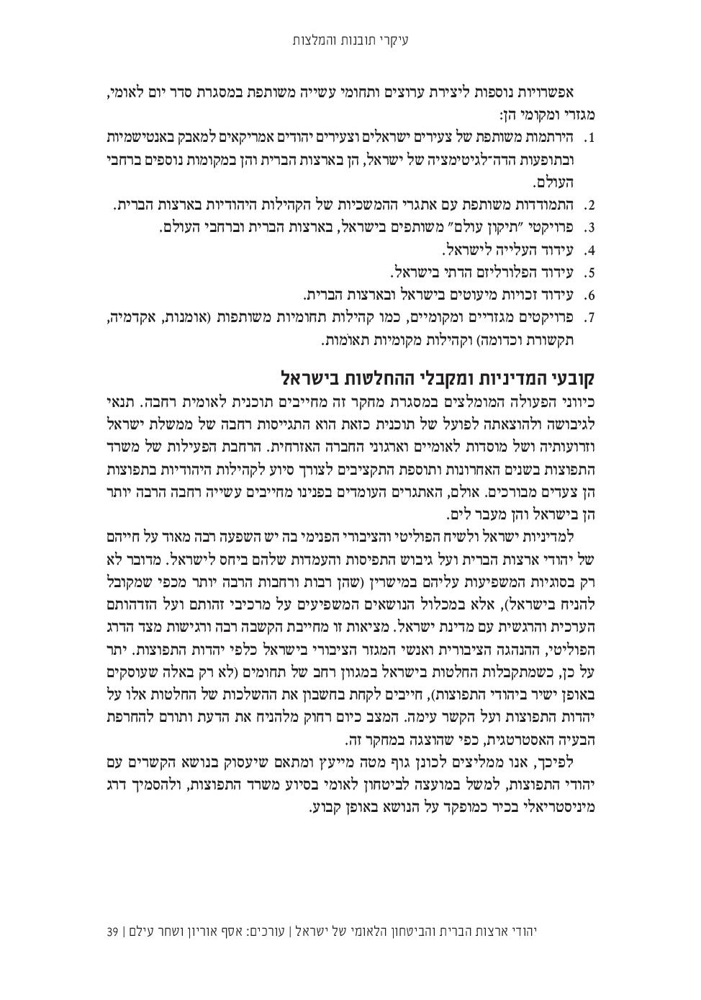 עיקרי תובנות והמלצות
אפשרויות נוספות ליצירת ערוצים ותחומי עשייה משותפת במסגרת סדר יום לאומי,
מגזרי ומקומי הן:
1. הירתמות משותפת של צעירים ישראלים וצעירים יהודים אמריקאים למאבק באנטישמיות
ובתופעות הדה־לגיטימציה של ישראל, הן בארצות הברית והן במקומות נוספים ברחבי
העולם.
2. התמודדות משותפת עם אתגרי ההמשכיות של הקהילות היהודיות בארצות הברית.
3. פרויקטי "תיקון עולם" משותפים בישראל, בארצות הברית וברחבי העולם.
4. עידוד העלייה לישראל.
5. עידוד הפלורליזם הדתי בישראל.
6. עידוד זכויות מיעוטים בישראל ובארצות הברית.
7. פרויקטים מגזריים ומקומיים, כמו קהילות תחומיות משותפות (אומנות, אקדמיה,
תקשורת וכדומה) וקהילות מקומיות תאוֹמות.
קובעי המדיניות ומקבלי ההחלטות בישראל
כיווני הפעולה המומלצים במסגרת מחקר זה מחייבים תוכנית לאומית רחבה. תנאי
לגיבושה ולהוצאתה לפועל של תוכנית כזאת הוא התגייסות רחבה של ממשלת ישראל
וזרועותיה ושל מוסדות לאומיים וארגוני החברה האזרחית. הרחבת הפעילות של משרד
התפוצות בשנים האחרונות ותוספת התקציבים לצורך סיוע לקהילות היהודיות בתפוצות
הן צעדים מבורכים. אולם, האתגרים העומדים בפנינו מחייבים עשייה רחבה הרבה יותר
הן בישראל והן מעבר לים.
למדיניות ישראל ולשיח הפוליטי והציבורי הפנימי בה יש השפעה רבה מאוד על חייהם
של יהודי ארצות הברית ועל גיבוש התפיסות והעמדות שלהם ביחס לישראל. מדובר לא
רק בסוגיות המשפיעות עליהם במישרין (שהן רבות ורחבות הרבה יותר מכפי שמקובל
להניח בישראל), אלא במכלול הנושאים המשפיעים על מרכיבי זהותם ועל הזדהותם
הערכית והרגשית עם מדינת ישראל. מציאות זו מחייבת הקשבה רבה ורגישות מצד הדרג
הפוליטי, ההנהגה הציבורית ואנשי המגזר הציבורי בישראל כלפי יהדות התפוצות. יתר
על כן, כשמתקבלות החלטות בישראל במגוון רחב של תחומים (לא רק באלה שעוסקים
באופן ישיר ביהודי התפוצות), חייבים לקחת בחשבון את ההשלכות של החלטות אלו על
יהדות התפוצות ועל הקשר עימה. המצב כיום רחוק מלהניח את הדעת ותורם להחרפת
הבעיה האסטרטגית, כפי שהוצגה במחקר זה.
לפיכך, אנו ממליצים לכונן גוף מטה מייעץ ומתאם שיעסוק בנושא הקשרים עם
יהודי התפוצות, למשל במועצה לביטחון לאומי בסיוע משרד התפוצות, ולהסמיך דרג
מיניסטריאלי בכיר כמופקד על הנושא באופן קבוע.
יהודי ארצות הברית והביטחון הלאומי של ישראל | עורכים: אסף אוריון ושחר עילם | 39